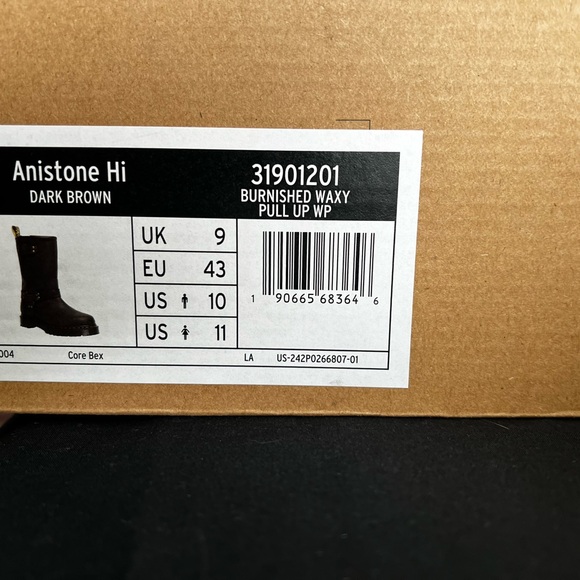 Anistone Hi
DARK BROWN
31901201
BURNISHED WAXY
PULL UP WP
UK 9
EU 43
US 10
US 11
1 90665 68364 6
004 Core Bex LA US-242P0266807-01